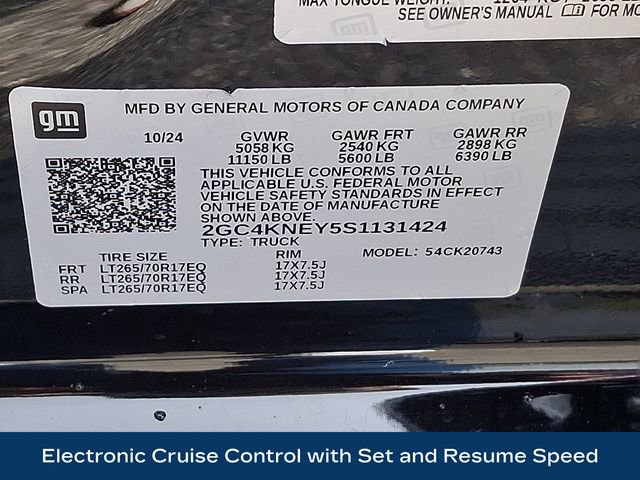 MAX TONGUE WEIGHT:
SEE OWNER'S MANUAL FOR MO
gm
MFD BY GENERAL MOTORS OF CANADA COMPANY
10/24 GVWR GAWR FRT GAWR RR
5058 KG 2540 KG 2898 KG
11150 LB 5600 LB 6390 LB
THIS VEHICLE CONFORMS TO ALL
APPLICABLE U.S. FEDERAL MOTOR
VEHICLE SAFETY STANDARDS IN EFFECT
ON THE DATE OF MANUFACTURE
SHOWN ABOVE.
2GC4KNEY5S1131424
TYPE: TRUCK MODEL: 54CK20743
TIRE SIZE RIM
FRT LT265/70R17EQ 17X7.5J
RR LT265/70R17EQ 17X7.5J
SPA LT265/70R17EQ 17X7.5J
Electronic Cruise Control with Set and Resume Speed